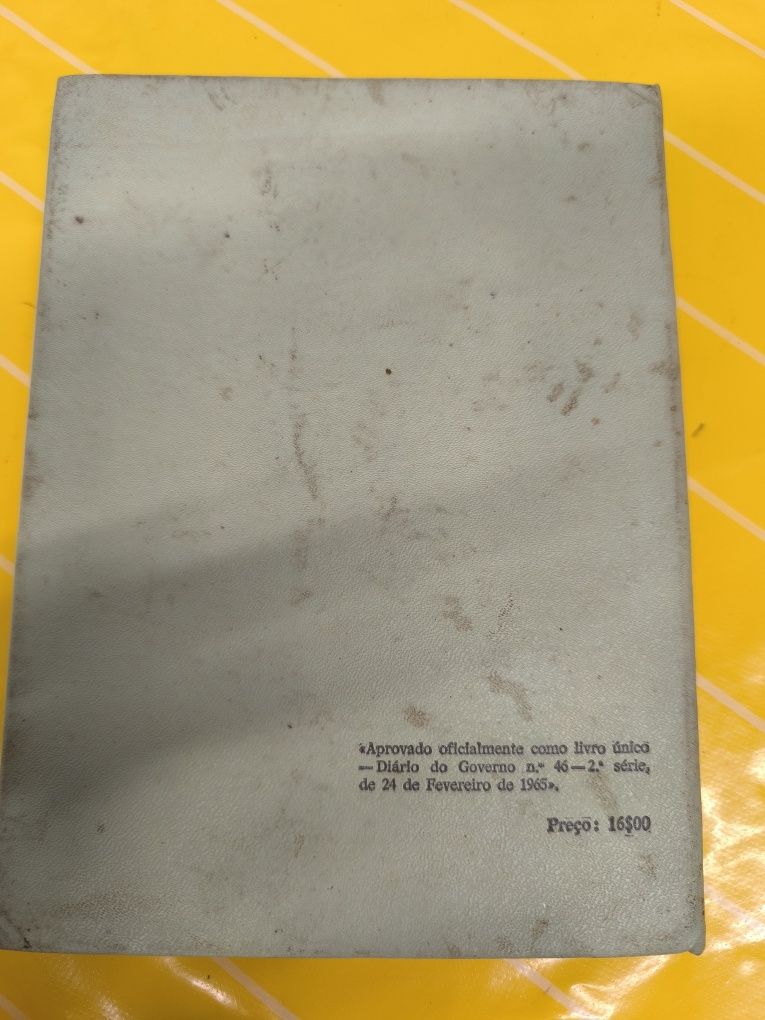 «Aprovado oficialmente como livro único
— Diário do Governo n.º 46 — 2.ª série,
de 24 de Fevereiro de 1965».
Preço: 16$00